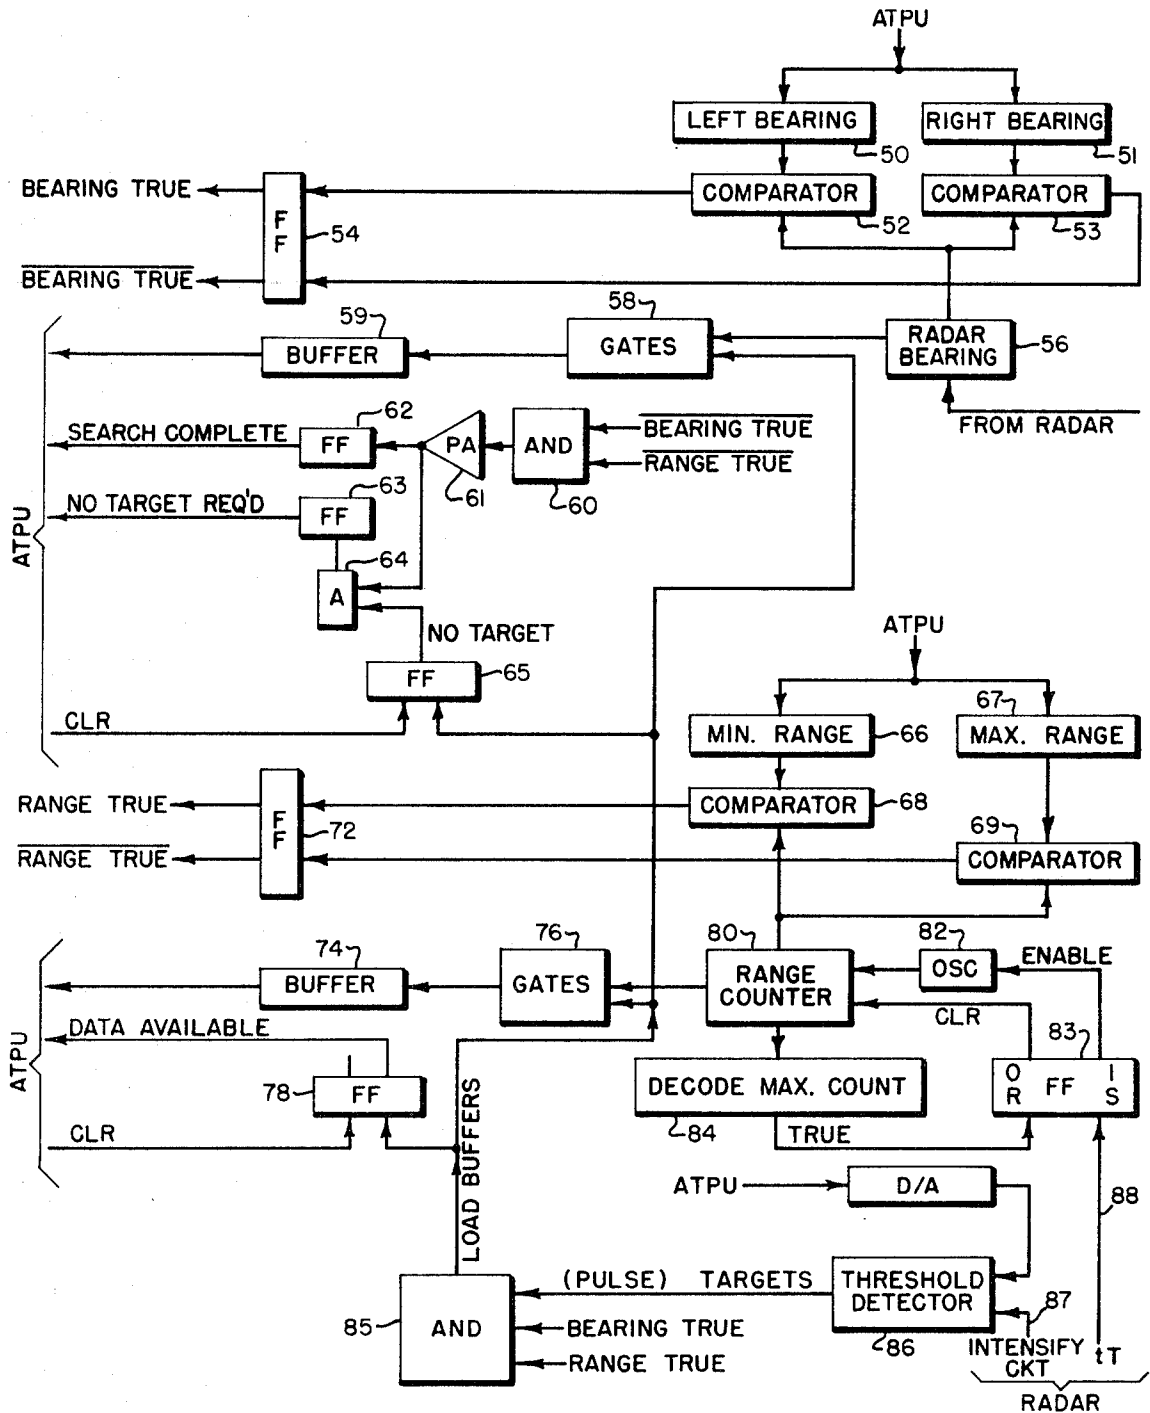 ATPU
LEFT BEARING
RIGHT BEARING
50
51
BEARING TRUE
FF
54
COMPARATOR
52
COMPARATOR
53
BEARING TRUE
59
BUFFER
58
GATES
RADAR
BEARING
56
FROM RADAR
62
SEARCH COMPLETE
FF
PA
61
AND
60
BEARING TRUE
RANGE TRUE
63
NO TARGET REQ'D
FF
ATPU
64
A
NO TARGET
FF
65
CLR
ATPU
67
MIN. RANGE
66
MAX. RANGE
RANGE TRUE
FF
72
COMPARATOR
68
69
RANGE TRUE
COMPARATOR
74
BUFFER
76
GATES
80
RANGE
COUNTER
82
OSC
ENABLE
CLR
DATA AVAILABLE
ATPU
78
FF
CLR
LOAD BUFFERS
DECODE MAX. COUNT
84
TRUE
83
O
R
FF
I
S
ATPU
D/A
88
(PULSE) TARGETS
THRESHOLD
DETECTOR
86
87
85
AND
BEARING TRUE
RANGE TRUE
INTENSIFY
CKT
tT
RADAR